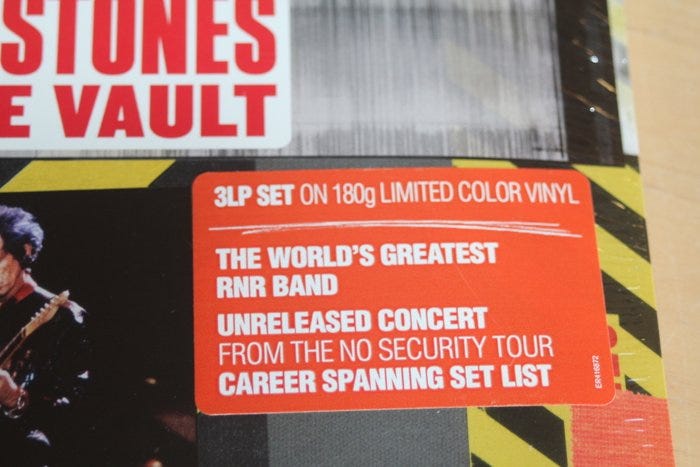 STONES
E VAULT
3LP SET ON 180g LIMITED COLOR VINYL
THE WORLD'S GREATEST
RNR BAND
UNRELEASED CONCERT
FROM THE NO SECURITY TOUR
CAREER SPANNING SET LIST
ER416872